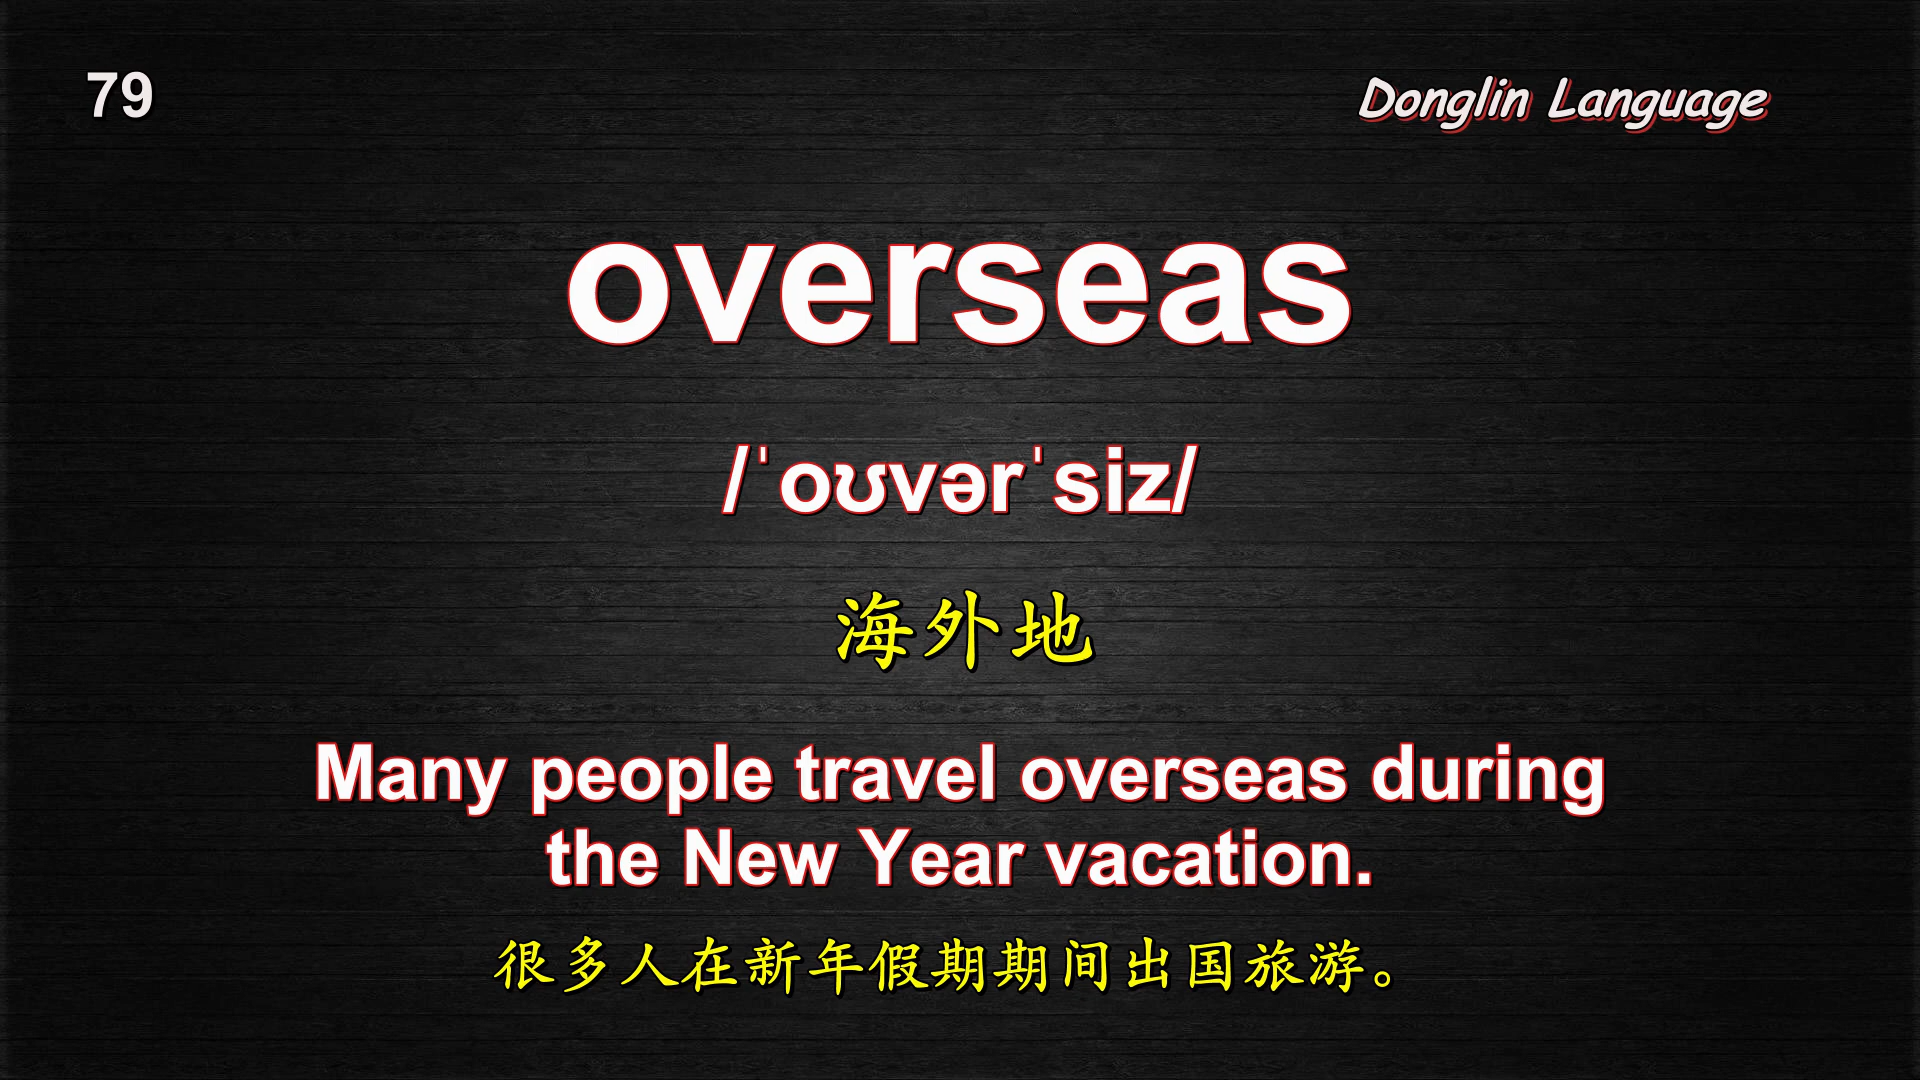 79
Donglin Language
overseas
/ˈoʊvərˈsiz/
海外地
Many people travel overseas during
the New Year vacation.
很多人在新年假期期间出国旅游。